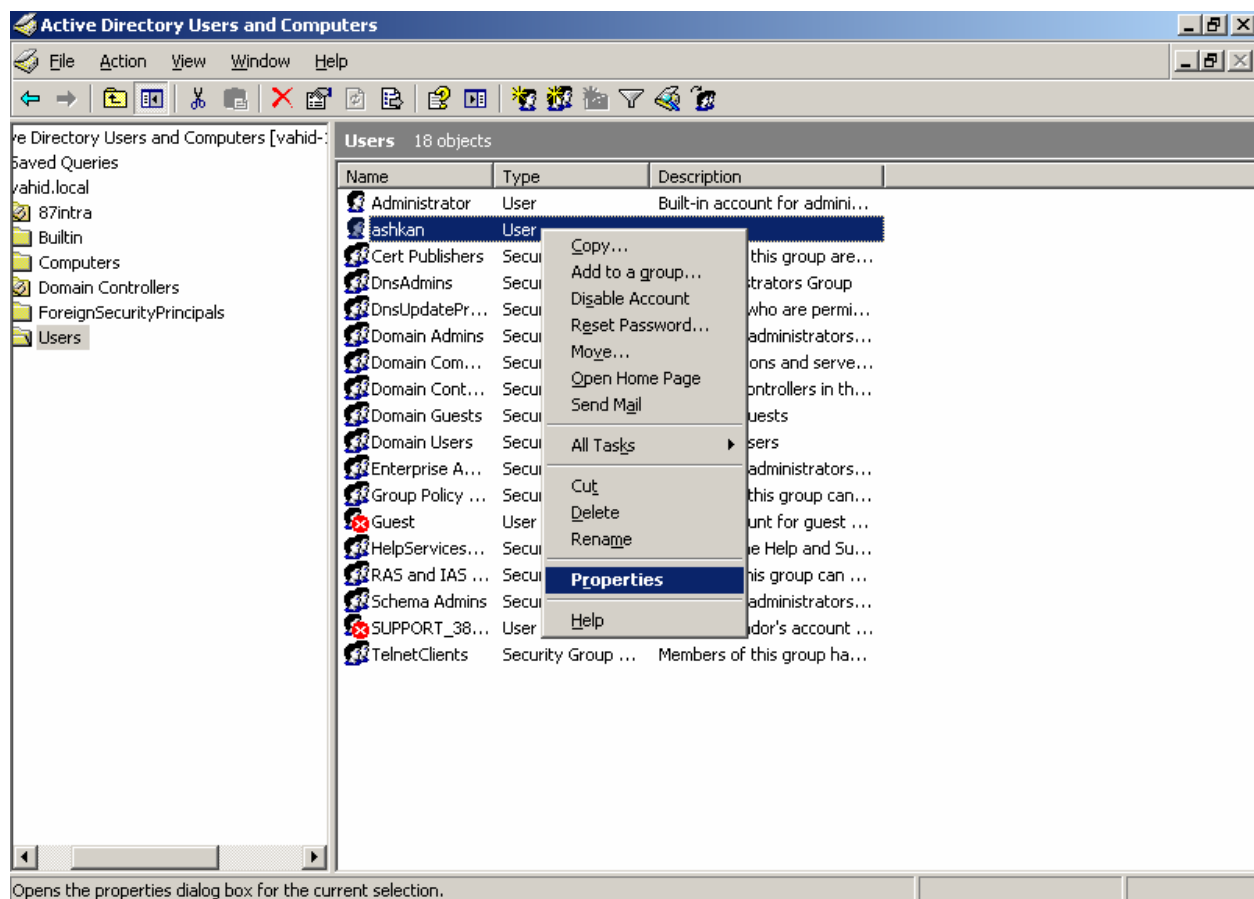 Active Directory Users and Computers
File Action View Window Help
ve Directory Users and Computers [vahid-1
Saved Queries
vahid.local
87intra
Builtin
Computers
Domain Controllers
ForeignSecurityPrincipals
Users
Users 18 objects
Name Type Description
Administrator User Built-in account for admini...
ashkan User
Cert Publishers Secu this group are...
DnsAdmins Secu strators Group
DnsUpdatePr... Secu who are permi...
Domain Admins Secu administrators...
Domain Com... Secu ons and serve...
Domain Cont... Secu ontrollers in th...
Domain Guests Secu uests
Domain Users Secu sers
Enterprise A... Secu administrators...
Group Policy ... Secu this group can...
Guest User unt for guest ...
HelpServices... Secu e Help and Su...
RAS and IAS ... Secu his group can ...
Schema Admins Secu administrators...
SUPPORT_38... User dor's account ...
TelnetClients Security Group ... Members of this group ha...
Copy...
Add to a group...
Disable Account
Reset Password...
Move...
Open Home Page
Send Mail
All Tasks
Cut
Delete
Rename
Properties
Help
Opens the properties dialog box for the current selection.